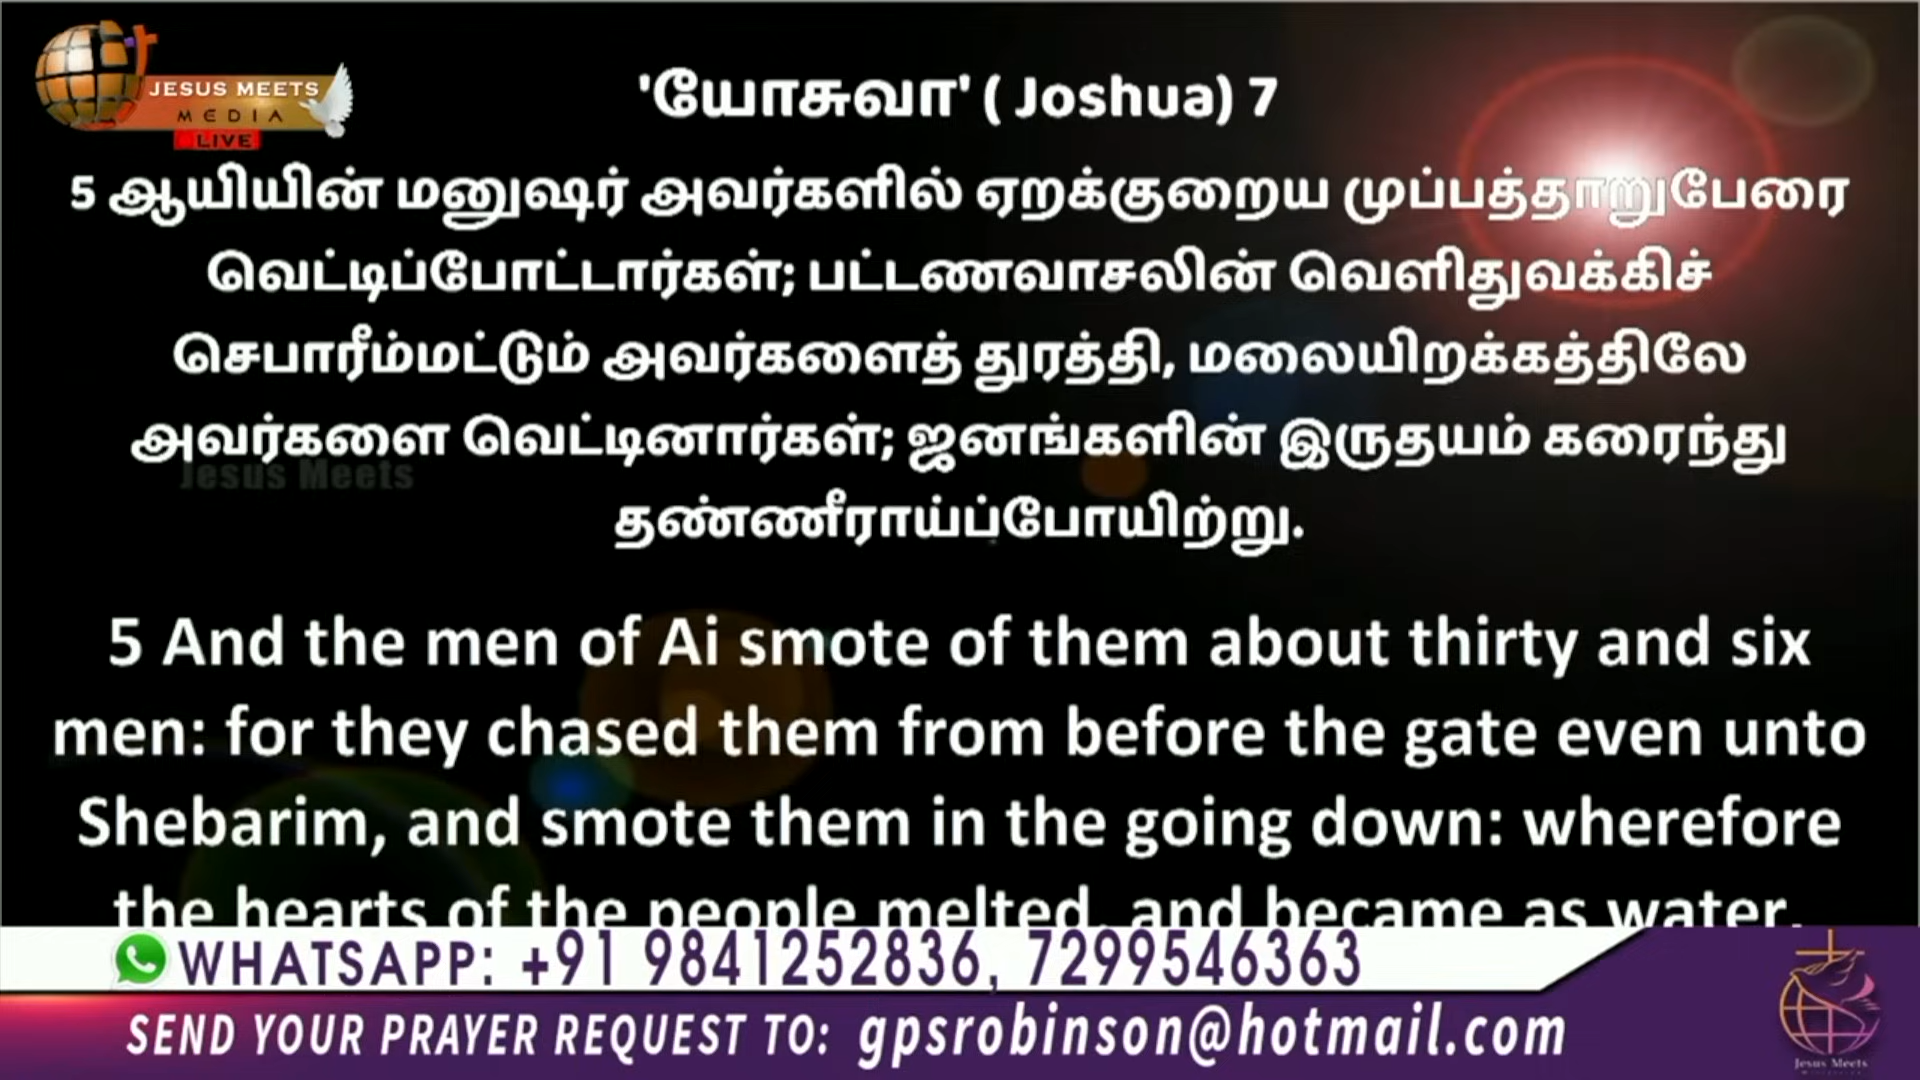 JESUS MEETS
MEDIA
LIVE
'யோசுவா' ( Joshua) 7
5 ஆயியின் மனுஷர் அவர்களில் ஏறக்குறைய முப்பத்தாறுபேரை
வெட்டிப்போட்டார்கள்; பட்டணவாசலின் வெளிதுவக்கிச்
செபாரீம்மட்டும் அவர்களைத் துரத்தி, மலையிறக்கத்திலே
அவர்களை வெட்டினார்கள்; ஜனங்களின் இருதயம் கரைந்து
Jesus Meets
தண்ணீராய்ப்போயிற்று.
5 And the men of Ai smote of them about thirty and six
men: for they chased them from before the gate even unto
Shebarim, and smote them in the going down: wherefore
the hearts of the people melted, and became as water.
WHATSAPP: +91 9841252836, 7299546363
SEND YOUR PRAYER REQUEST TO: gpsrobinson@hotmail.com
Jesus Meets